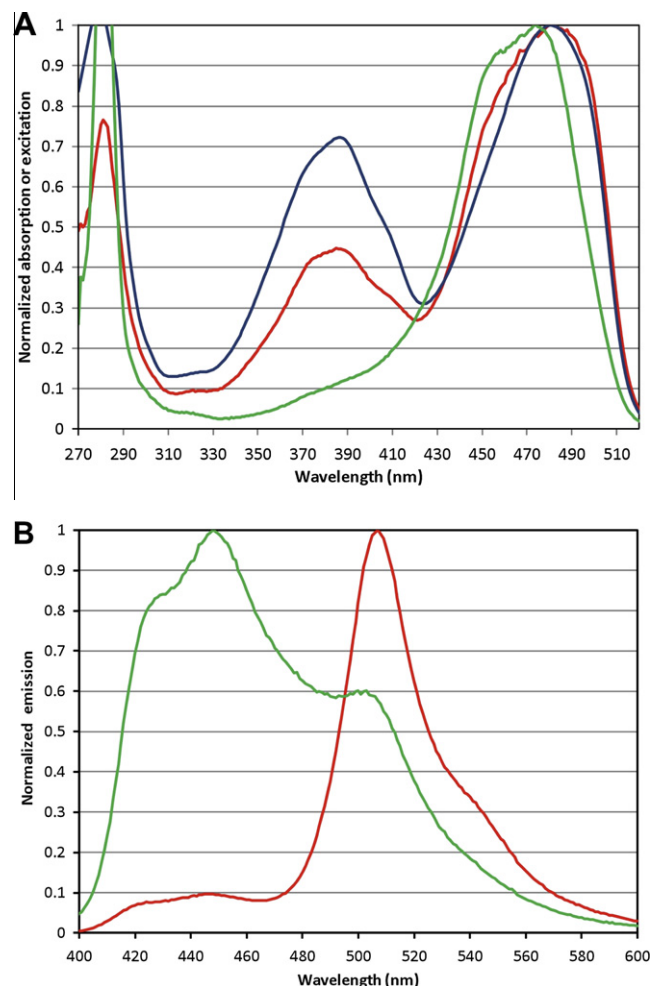 A
Normalized absorption or excitation
1
0.9
0.8
0.7
0.6
0.5
0.4
0.3
0.2
0.1
0
270 290 310 330 350 370 390 410 430 450 470 490 510
Wavelength (nm)
B
Normalized emission
1
0.9
0.8
0.7
0.6
0.5
0.4
0.3
0.2
0.1
0
400 420 440 460 480 500 520 540 560 580 600
Wavelength (nm)